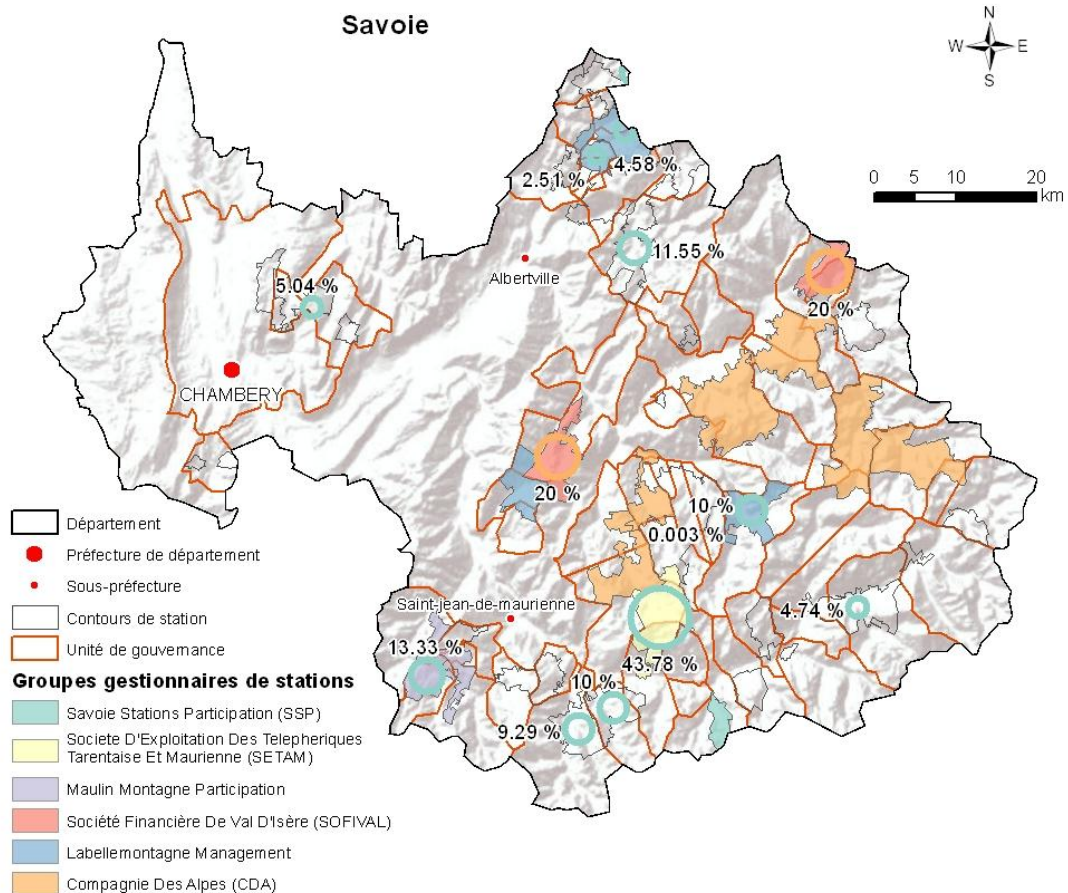 Savoie
N
W E
S
0 5 10 20
km
4.58 %
2.51 %
11.55 %
Albertville
5.04 %
20 %
CHAMBERY
20 %
10 %
0.003 %
Saint-jean-de-maurienne
4.74 %
13.33 %
43.78 %
10 %
9.29 %
Département
Préfecture de département
Sous-préfecture
Contours de station
Unité de gouvernance
Groupes gestionnaires de stations
Savoie Stations Participation (SSP)
Societe D'Exploitation Des Telepheriques
Tarentaise Et Maurienne (SETAM)
Maulin Montagne Participation
Société Financière De Val D'Isère (SOFIVAL)
Labellemontagne Management
Compagnie Des Alpes (CDA)